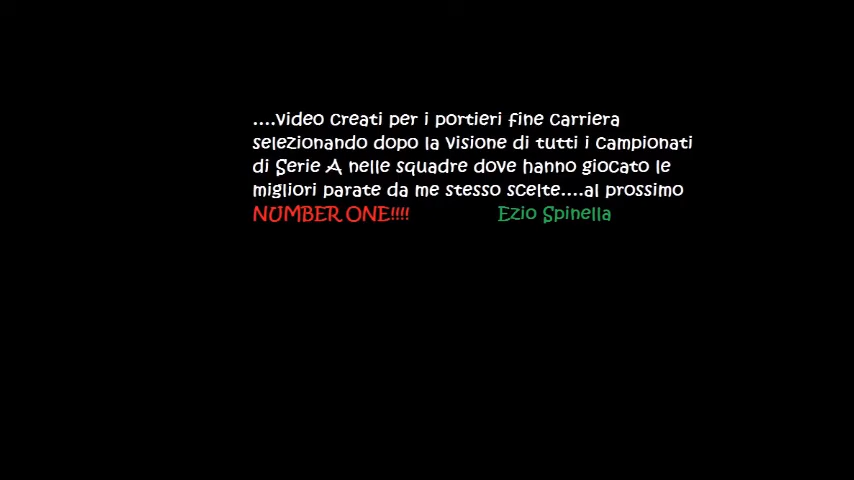 ....video creati per i portieri fine carriera
selezionando dopo la visione di tutti i campionati
di Serie A nelle squadre dove hanno giocato le
migliori parate da me stesso scelte....al prossimo
NUMBER ONE!!!! Ezio Spinella